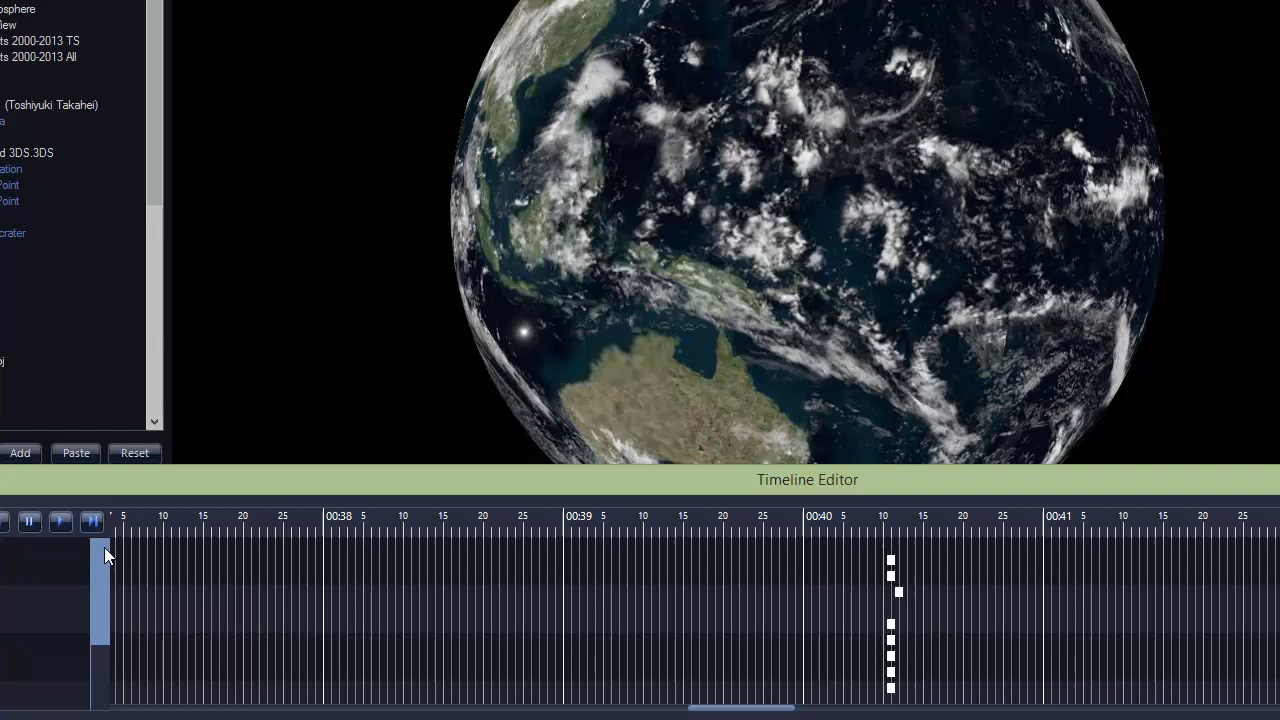 osphere
iew
ts 2000-2013 TS
ts 2000-2013 All
(Toshiyuki Takahei)
a
d 3DS.3DS
ation
Point
Point
crater
oj
Add Paste Reset
Timeline Editor
5 10 15 20 25 00:38 5 10 15 20 25 00:39 5 10 15 20 25 00:40 5 10 15 20 25 00:41 5 10 15 20 25